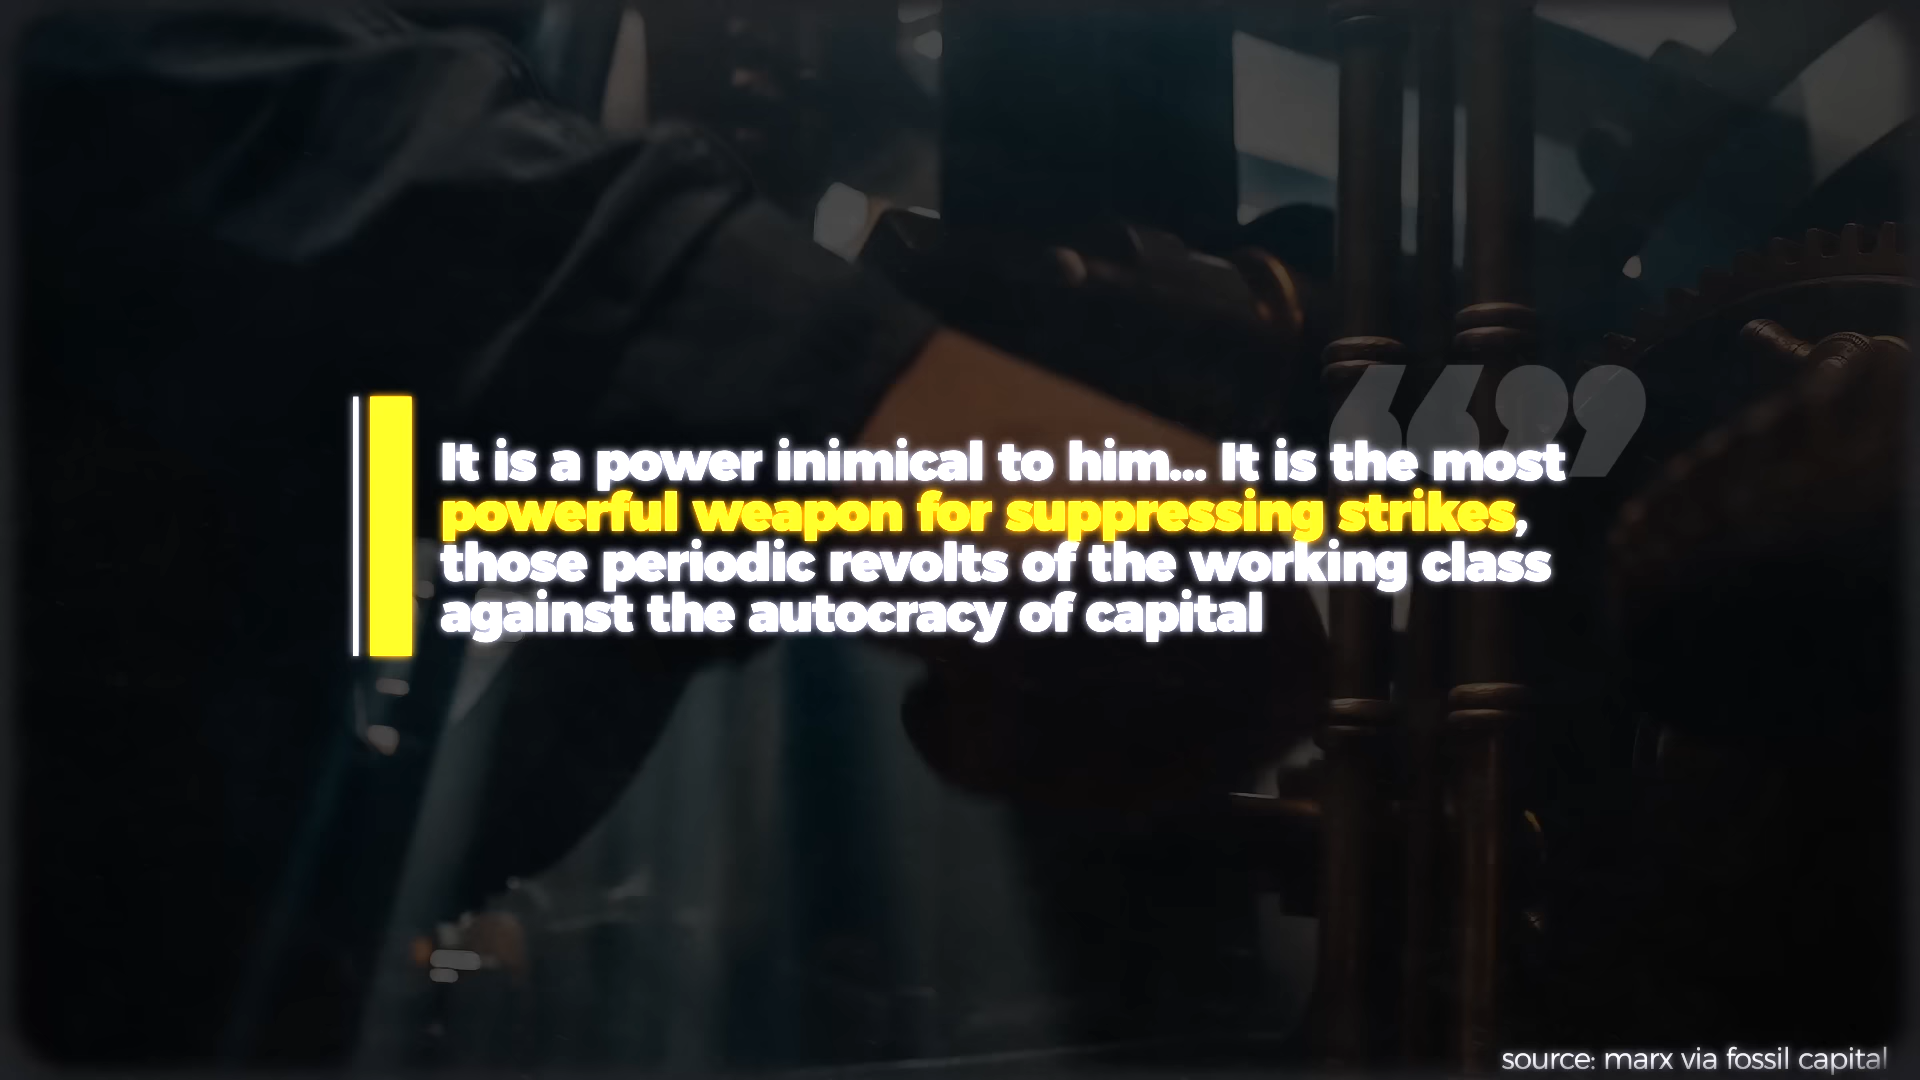 It is a power inimical to him... It is the most
powerful weapon for suppressing strikes,
those periodic revolts of the working class
against the autocracy of capital
source: marx via fossil capital